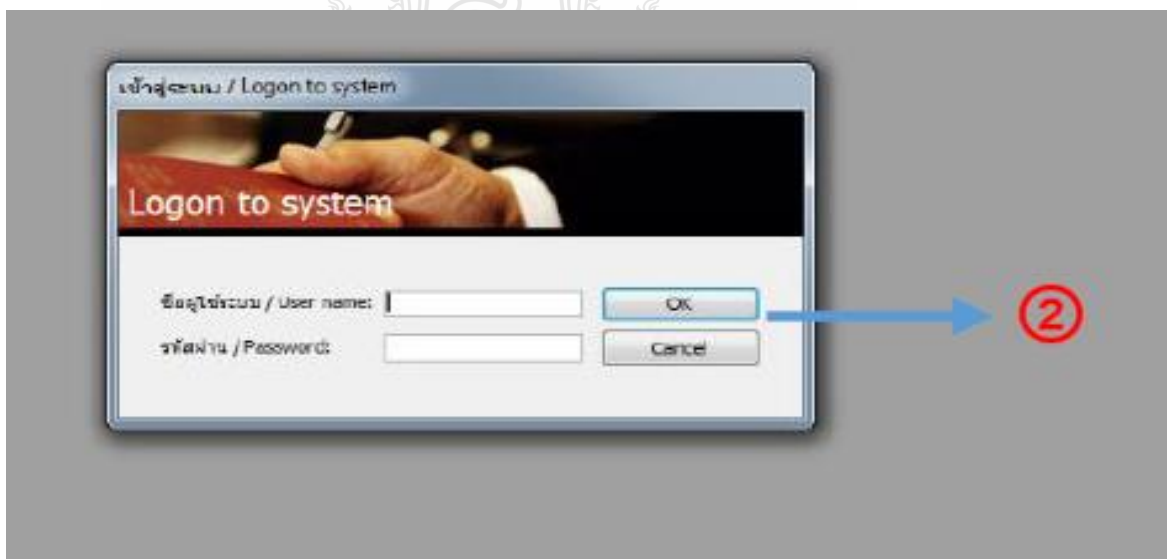 เข้าสู่ระบบ / Logon to system
Logon to system
ชื่อผู้ใช้ระบบ / User name:
OK
②
รหัสผ่าน / Password:
Cancel